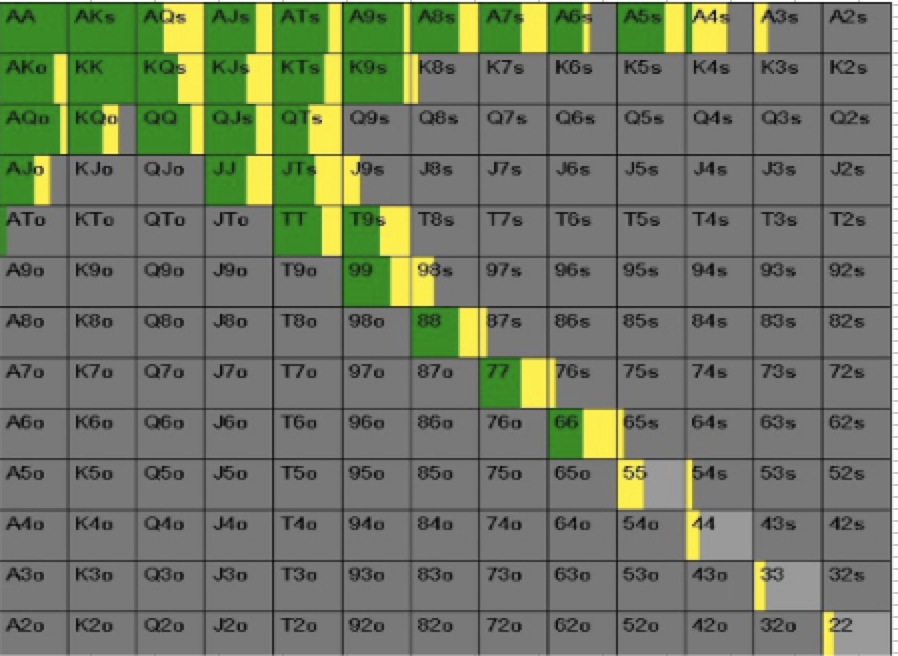 AA AKs AQs AJs ATs A9s A8s A7s A6s A5s A4s A3s A2s
AKo KK KQs KJs KTs K9s K8s K7s K6s K5s K4s K3s K2s
AQo KQo QQ QJs QTs Q9s Q8s Q7s Q6s Q5s Q4s Q3s Q2s
AJo KJo QJo JJ JTs J9s J8s J7s J6s J5s J4s J3s J2s
ATo KTo QTo JTo TT T9s T8s T7s T6s T5s T4s T3s T2s
A9o K9o Q9o J9o T9o 99 98s 97s 96s 95s 94s 93s 92s
A8o K8o Q8o J8o T8o 98o 88 87s 86s 85s 84s 83s 82s
A7o K7o Q7o J7o T7o 97o 87o 77 76s 75s 74s 73s 72s
A6o K6o Q6o J6o T6o 96o 86o 76o 66 65s 64s 63s 62s
A5o K5o Q5o J5o T5o 95o 85o 75o 65o 55 54s 53s 52s
A4o K4o Q4o J4o T4o 94o 84o 74o 64o 54o 44 43s 42s
A3o K3o Q3o J3o T3o 93o 83o 73o 63o 53o 43o 33 32s
A2o K2o Q2o J2o T2o 92o 82o 72o 62o 52o 42o 32o 22